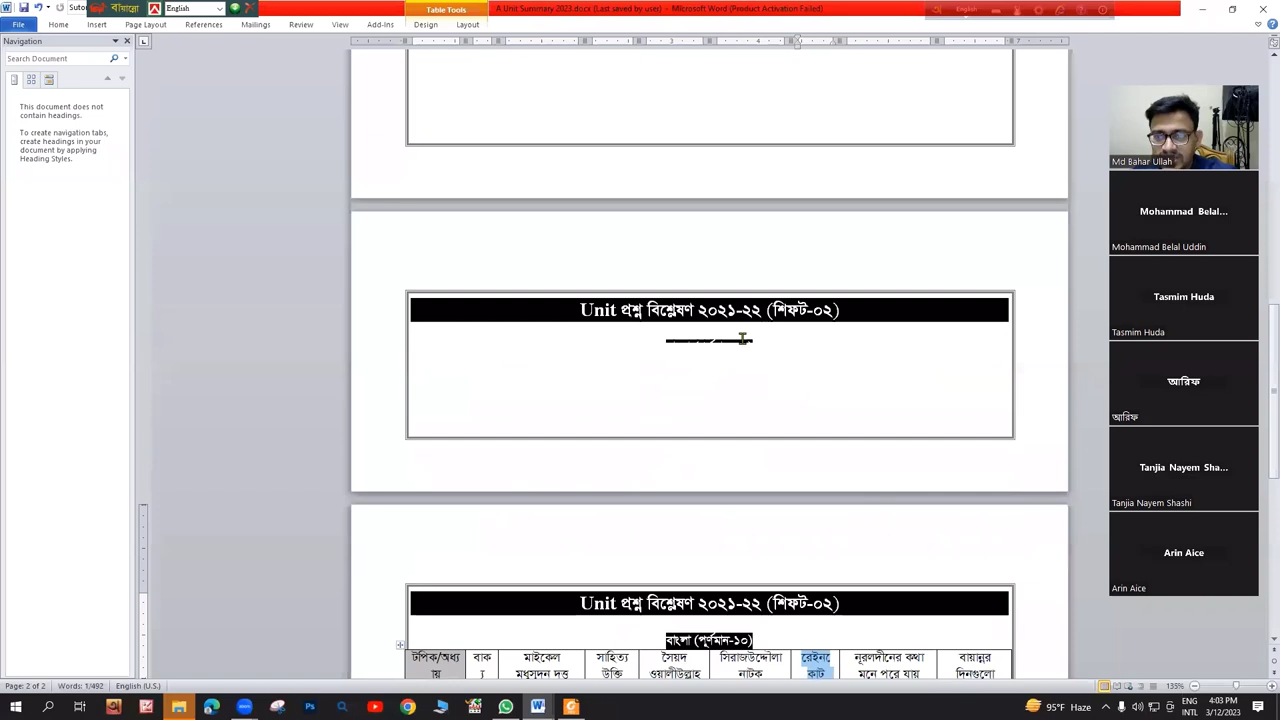 English
A Unit Summary 2023.docx (Last saved by user) - Microsoft Word (Product Activation Failed)
Table Tools
File Home Insert Page Layout References Mailings Review View Add-Ins Design Layout
Navigation
Search Document
This document does not contain headings.
To create navigation tabs, create headings in your document by applying Heading Styles.
Unit প্রশ্ন বিশ্লেষণ ২০২১-২২ (শিফট-০২)
Unit প্রশ্ন বিশ্লেষণ ২০২১-২২ (শিফট-০২)
বাংলা (পূর্ণমান-১০)
টপিক/অধ্য বাক মাইকেল সাহিত্য সৈয়দ সিরাজউদ্দৌলা রেইনে নূরলদীনের কথা বায়ান্নর
য় য মধুসূদন দত্ত উক্তি ওয়ালীউল্লাহ নাটক কোট মনে পরে যায় দিনগুলো
Md Bahar Ullah
Mohammad Belal...
Mohammad Belal Uddin
Tasmim Huda
Tasmim Huda
আরিফ
আরিফ
Tanjia Nayem Sha...
Tanjia Nayem Shashi
Arin Aice
Arin Aice
Page: 2 of 2 Words: 1/492 English (U.S.) 135%
95°F Haze ENG INTL 4:03 PM 3/12/2023